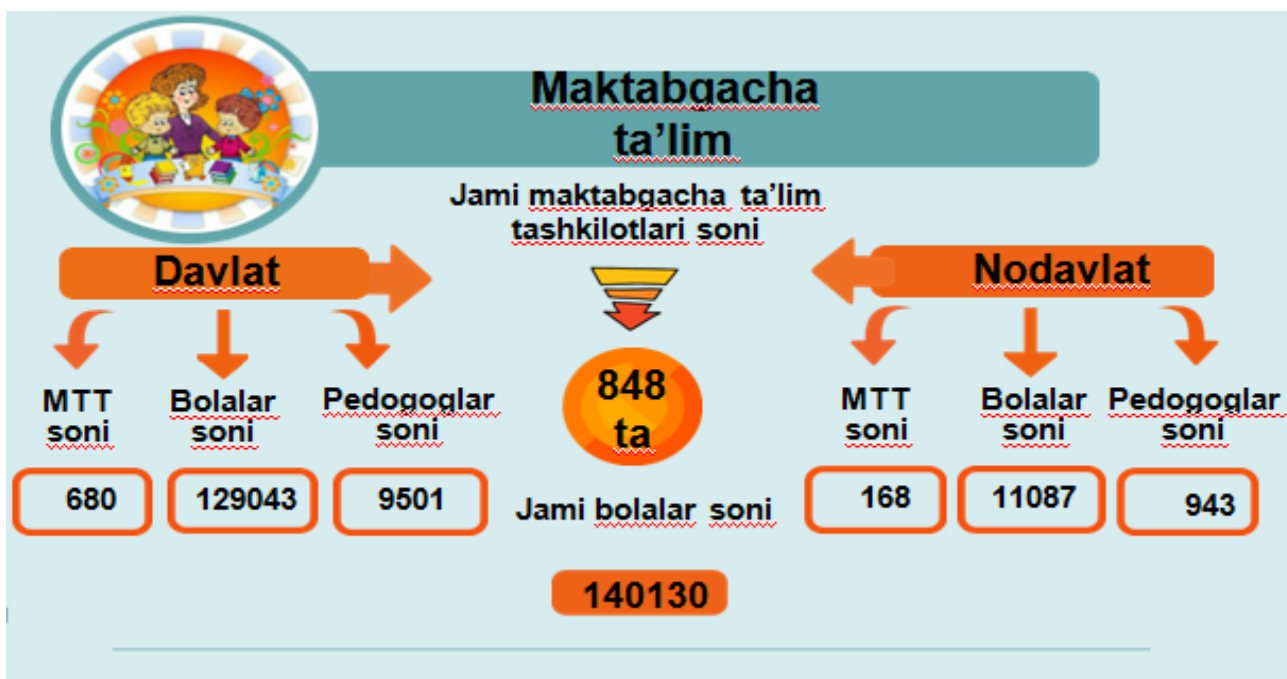 Maktabgacha
ta’lim
Jami maktabgacha ta’lim
tashkilotlari soni
Davlat
Nodavlat
MTT
soni
Bolalar
soni
Pedogoglar
soni
680
129043
9501
848
ta
Jami bolalar soni
140130
MTT
soni
Bolalar
soni
Pedogoglar
soni
168
11087
943